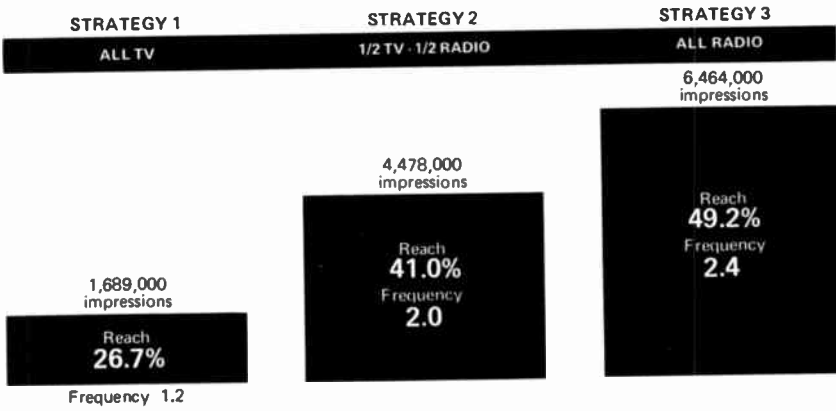 STRATEGY 1
ALL TV
1,689,000
impressions
Reach
26.7%
Frequency 1.2
STRATEGY 2
1/2 TV - 1/2 RADIO
4,478,000
impressions
Reach
41.0%
Frequency
2.0
STRATEGY 3
ALL RADIO
6,464,000
impressions
Reach
49.2%
Frequency
2.4